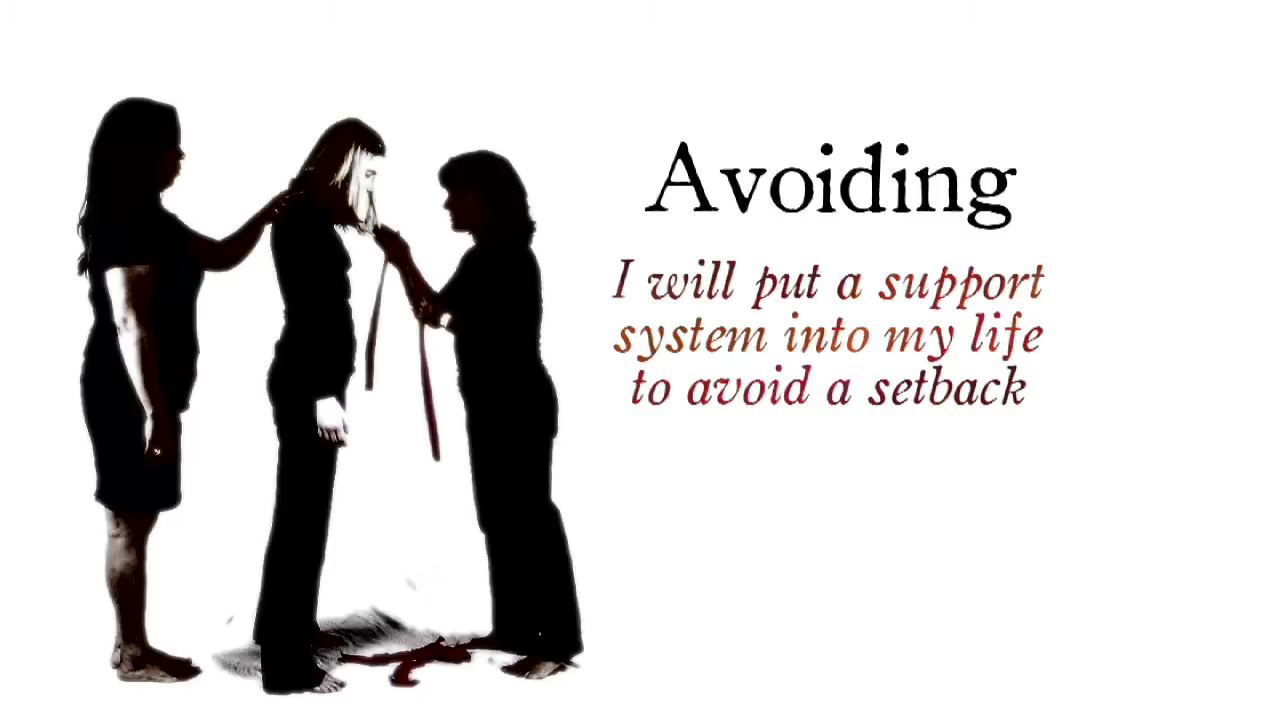 Avoiding
I will put a support
system into my life
to avoid a setback